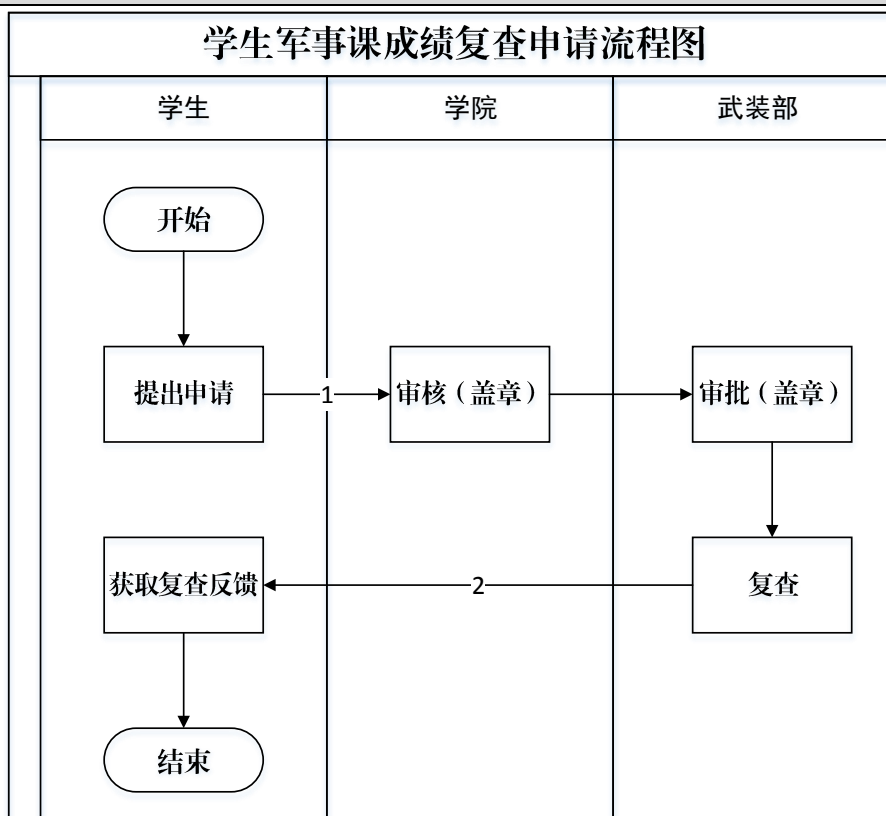 学生军事课成绩复查申请流程图
学生
学院
武装部
开始
提出申请
1
审核（盖章）
审批（盖章）
获取复查反馈
2
复查
结束